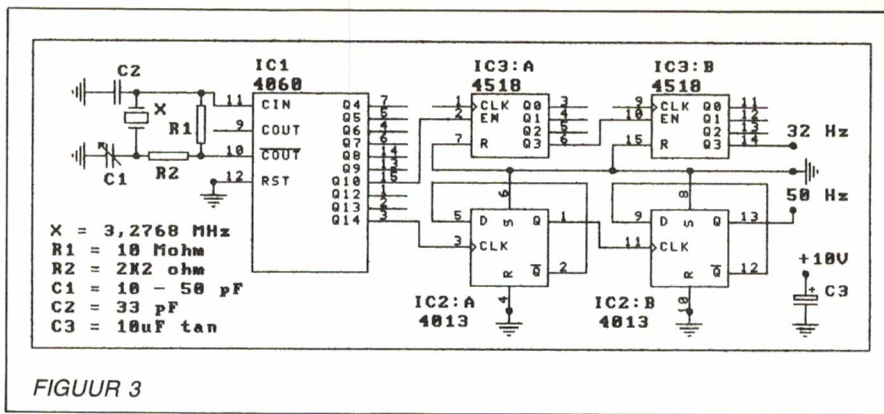 IC1
4060
IC3:A
4518
IC3:B
4518
C2
X
R1
C1
R2
11
9
10
12
CIN
COUT
COUT
RST
Q4
Q5
Q6
Q7
Q8
Q9
Q10
Q12
Q13
Q14
7
5
4
6
14
13
15
1
2
3
1
2
7
CLK
EN
R
Q0
Q1
Q2
Q3
3
4
5
6
9
10
15
CLK
EN
R
Q0
Q1
Q2
Q3
11
12
13
14
32 Hz
50 Hz
6
5
3
D
S
Q
CLK
R
Q
1
2
4
8
9
11
D
S
Q
CLK
R
Q
13
12
10
IC2:A
4013
IC2:B
4013
+10V
+
C3
X = 3,2768 MHz
R1 = 10 Mohm
R2 = 2K2 ohm
C1 = 10 - 50 pF
C2 = 33 pF
C3 = 10uF tan
FIGUUR 3